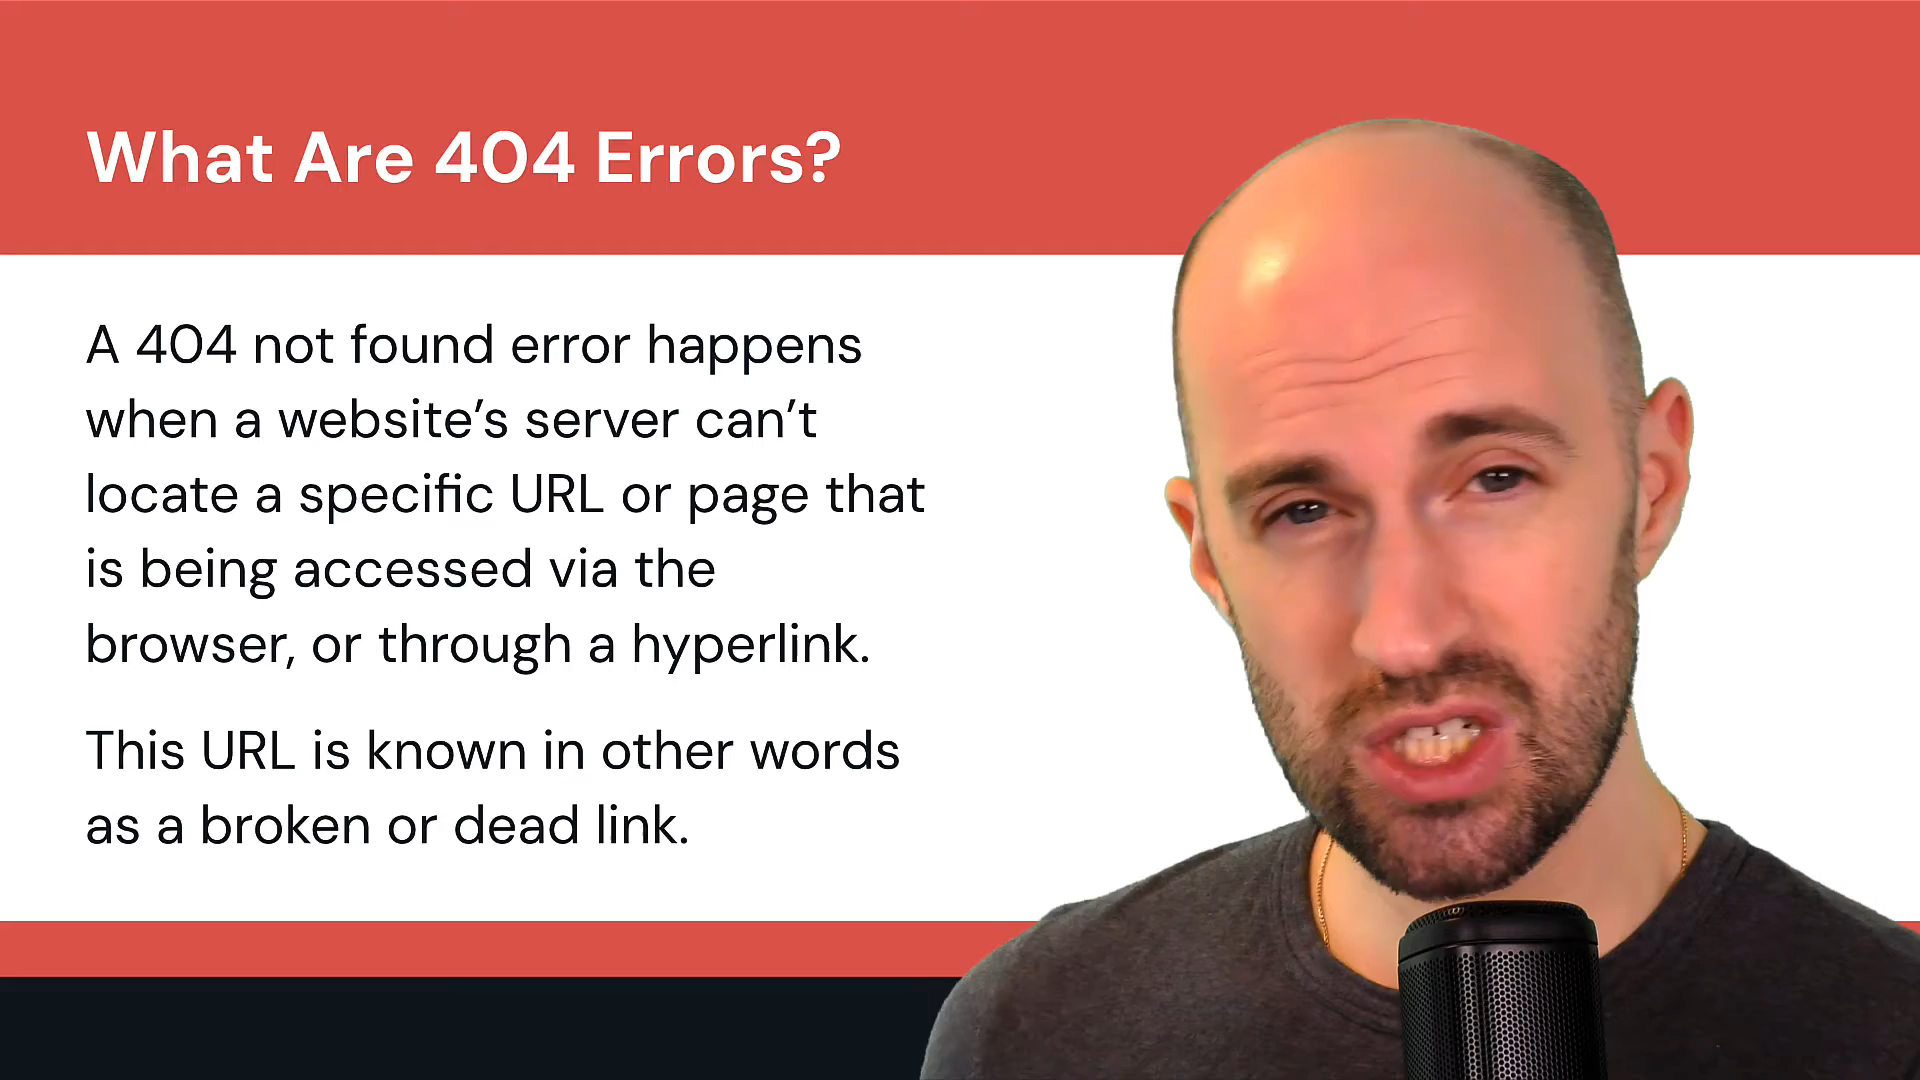 What Are 404 Errors?
A 404 not found error happens
when a website’s server can’t
locate a specific URL or page that
is being accessed via the
browser, or through a hyperlink.
This URL is known in other words
as a broken or dead link.